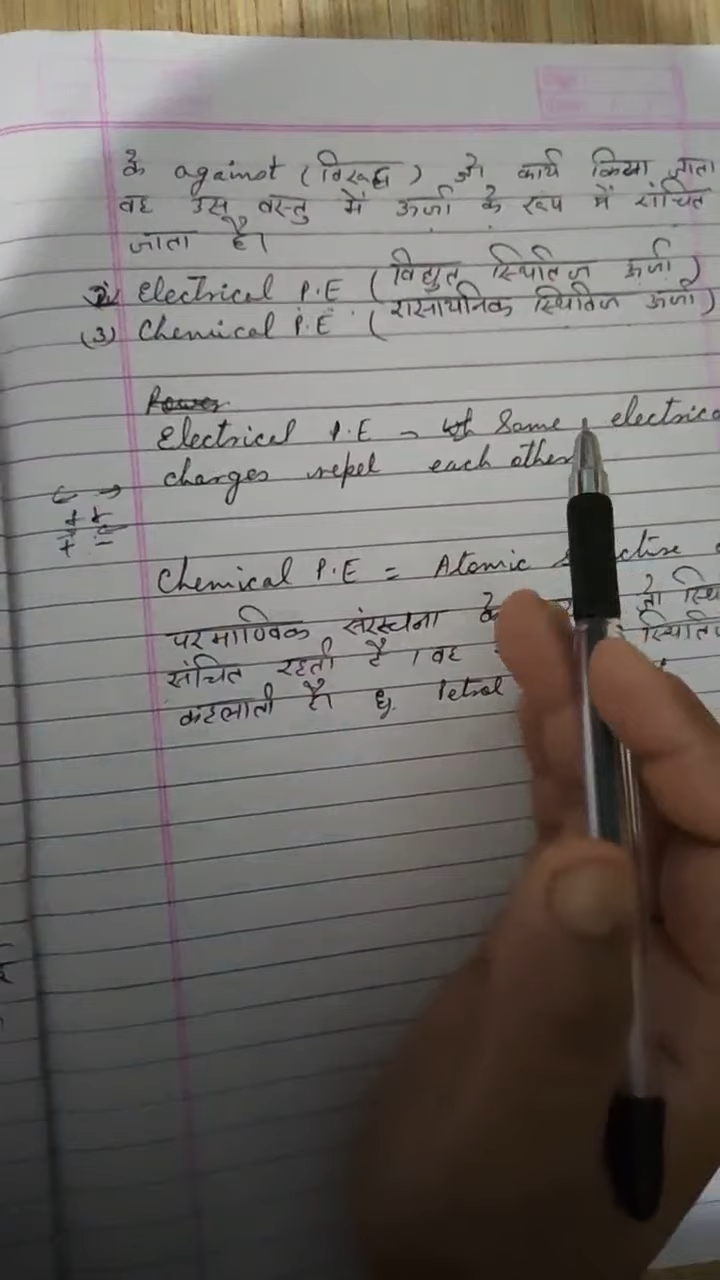 के against (विरूद्ध) जो कार्य किया जाता
वह उस वस्तु में ऊर्जा के रूप में संचित
जाता है।
Electrical P.E (विद्युत स्थितिज ऊर्जा)
(3) Chemical P.E (रासायनिक स्थितिज ऊर्जा)
Power
Electrical P.E → Same electrica
charges repel each other
← →
+ +
+ -
Chemical P.E = Atomic
परमाण्विक संरचना के जो
संचित रहती है । वह स्थितिज
कहलाती है। eg. Petrol